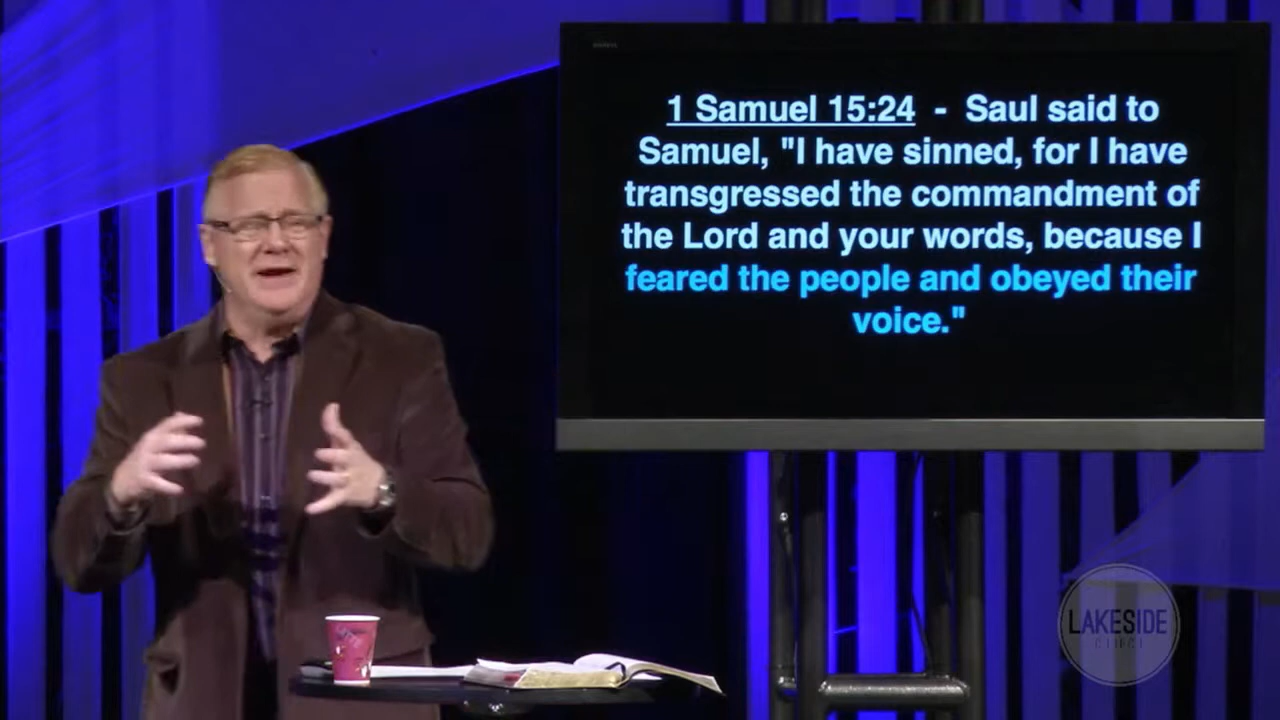 1 Samuel 15:24 - Saul said to
Samuel, "I have sinned, for I have
transgressed the commandment of
the Lord and your words, because I
feared the people and obeyed their
voice."
LAKESIDE
CHURCH